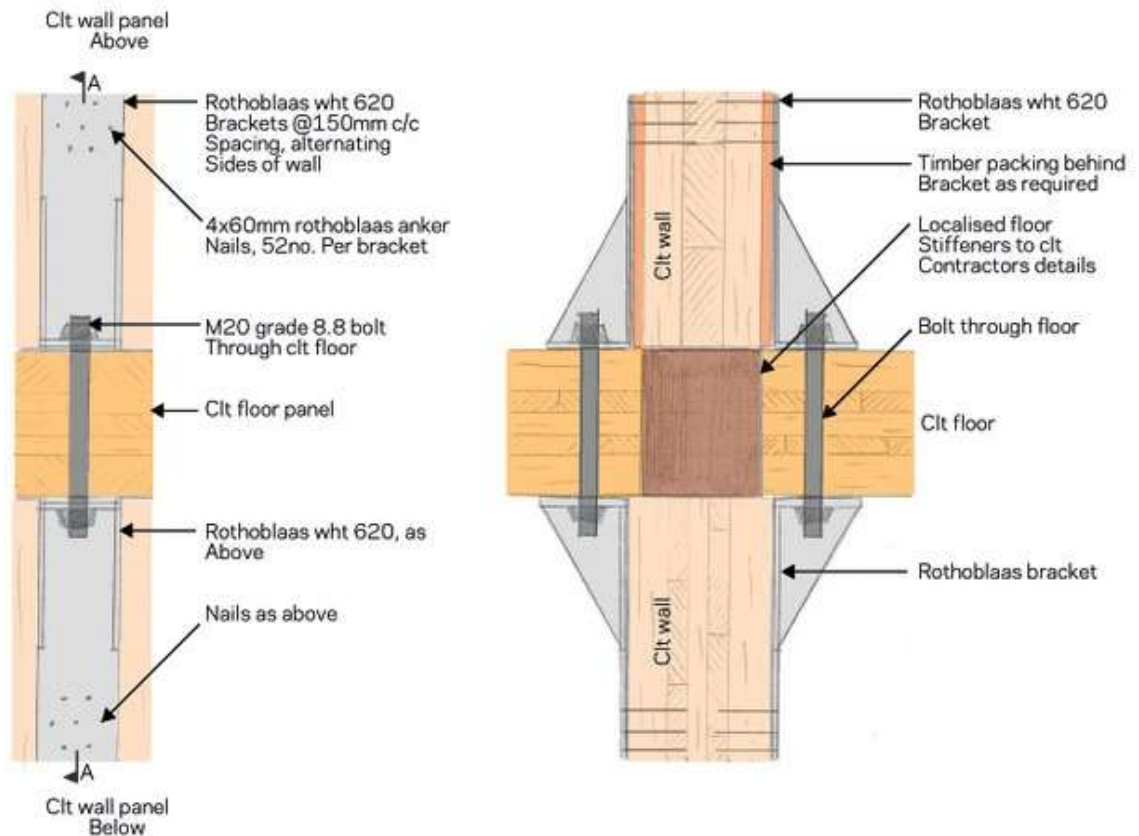 Clt wall panel
Above
A
Rothoblaas wht 620
Brackets @150mm c/c
Spacing, alternating
Sides of wall
4x60mm rothoblaas anker
Nails, 52no. Per bracket
M20 grade 8.8 bolt
Through clt floor
Clt floor panel
Rothoblaas wht 620, as
Above
Nails as above
A
Clt wall panel
Below
Rothoblaas wht 620
Bracket
Timber packing behind
Bracket as required
Clt wall
Localised floor
Stiffeners to clt
Contractors details
Bolt through floor
Clt floor
Rothoblaas bracket
Clt wall